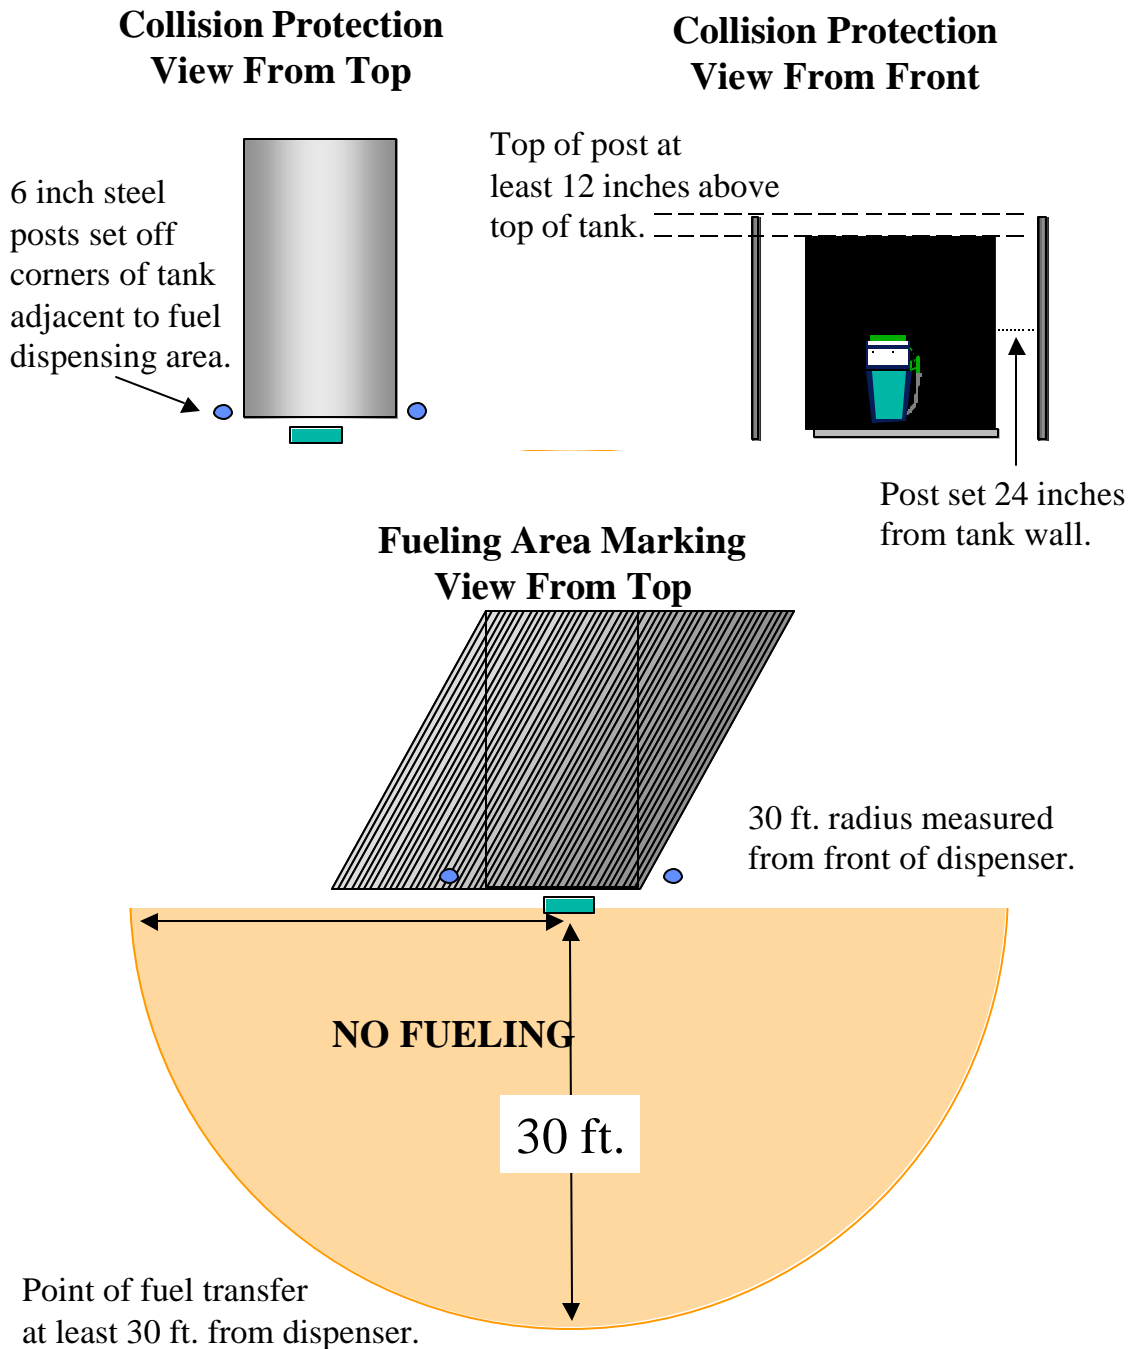 Collision Protection
View From Top
Collision Protection
View From Front
6 inch steel
posts set off
corners of tank
adjacent to fuel
dispensing area.
Top of post at
least 12 inches above
top of tank.
Post set 24 inches
from tank wall.
Fueling Area Marking
View From Top
30 ft. radius measured
from front of dispenser.
NO FUELING
30 ft.
Point of fuel transfer
at least 30 ft. from dispenser.